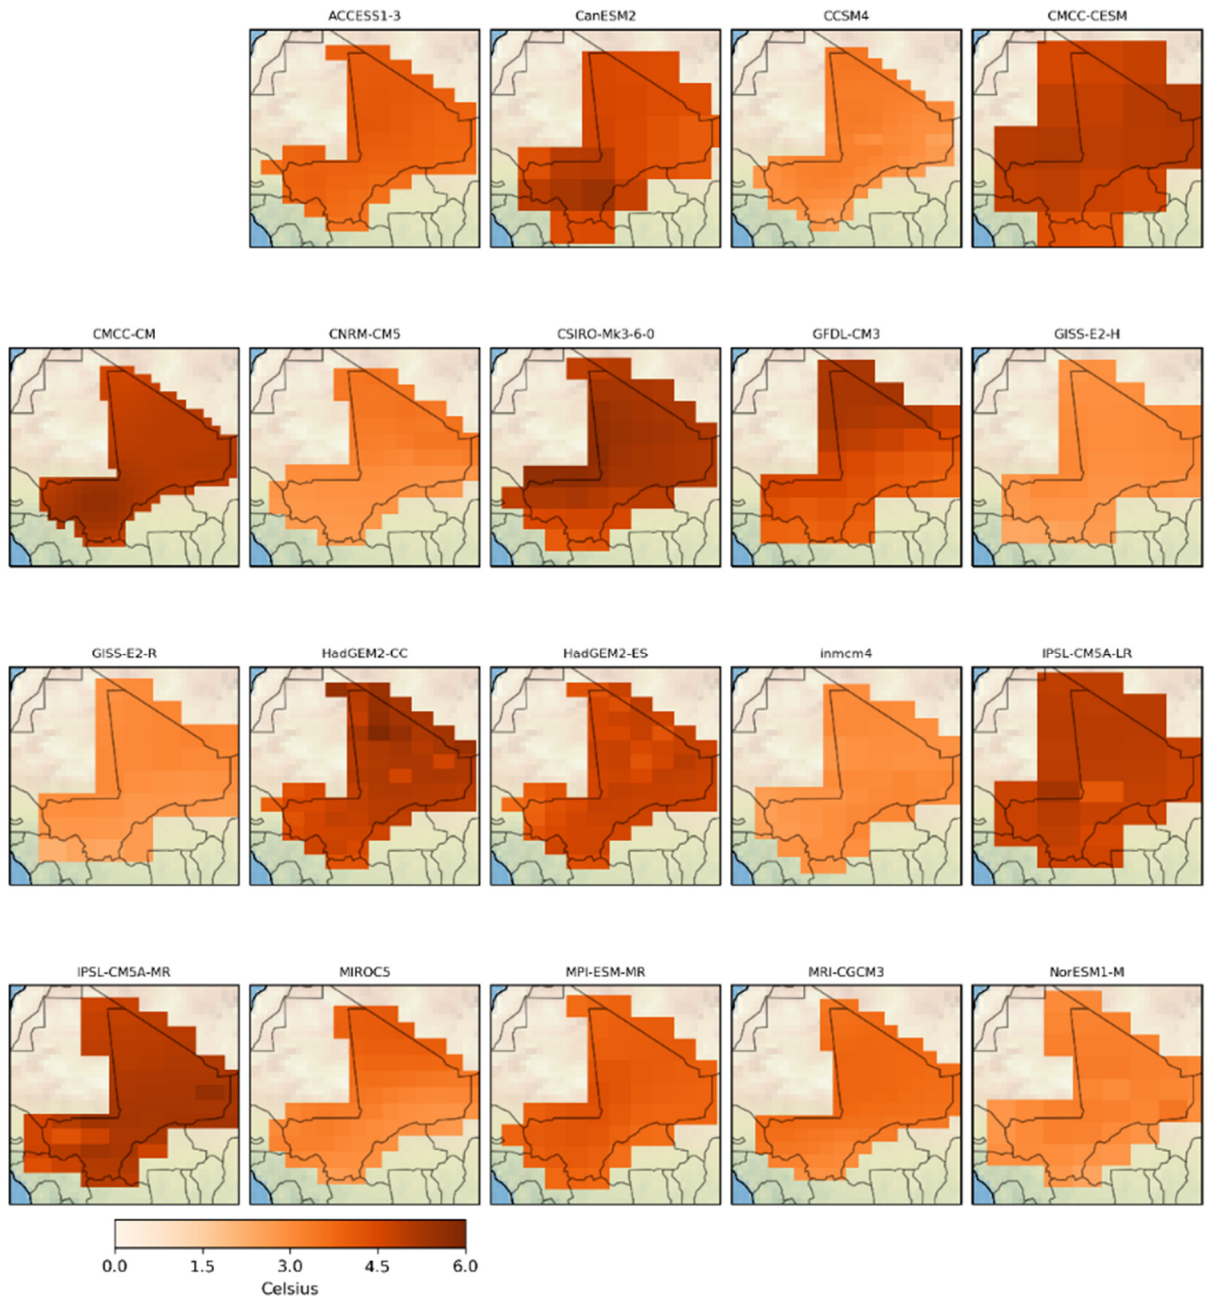 ACCESS1-3 CanESM2 CCSM4 CMCC-CESM
CMCC-CM CNRM-CM5 CSIRO-Mk3-6-0 GFDL-CM3 GISS-E2-H
GISS-E2-R HadGEM2-CC HadGEM2-ES inmcm4 IPSL-CM5A-LR
IPSL-CM5A-MR MIROC5 MPI-ESM-MR MRI-CGCM3 NorESM1-M
0.0 1.5 3.0 4.5 6.0
Celsius